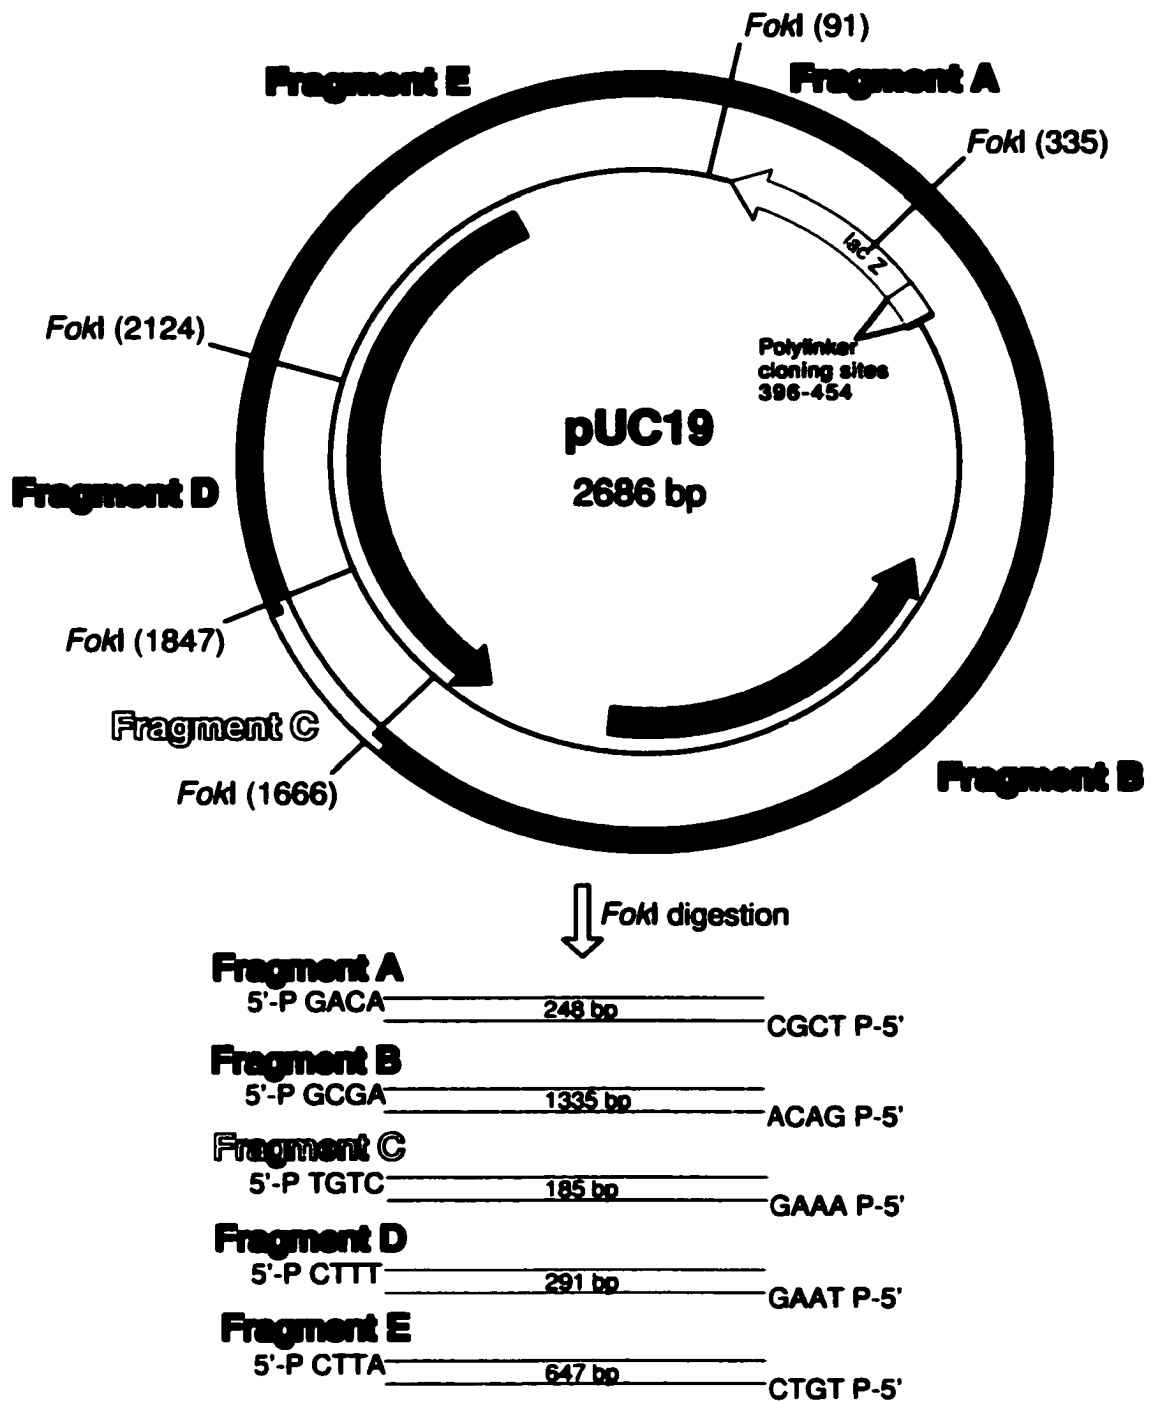 FokI (91)
Fragment E
Fragment A
FokI (335)
lac Z
FokI (2124)
Polylinker
cloning sites
396-454
pUC19
2686 bp
Fragment D
FokI (1847)
Fragment C
FokI (1666)
Fragment B
FokI digestion
Fragment A
5'-P GACA 248 bp CGCT P-5'
Fragment B
5'-P GCGA 1335 bp ACAG P-5'
Fragment C
5'-P TGTC 185 bp GAAA P-5'
Fragment D
5'-P CTTT 291 bp GAAT P-5'
Fragment E
5'-P CTTA 647 bp CTGT P-5'